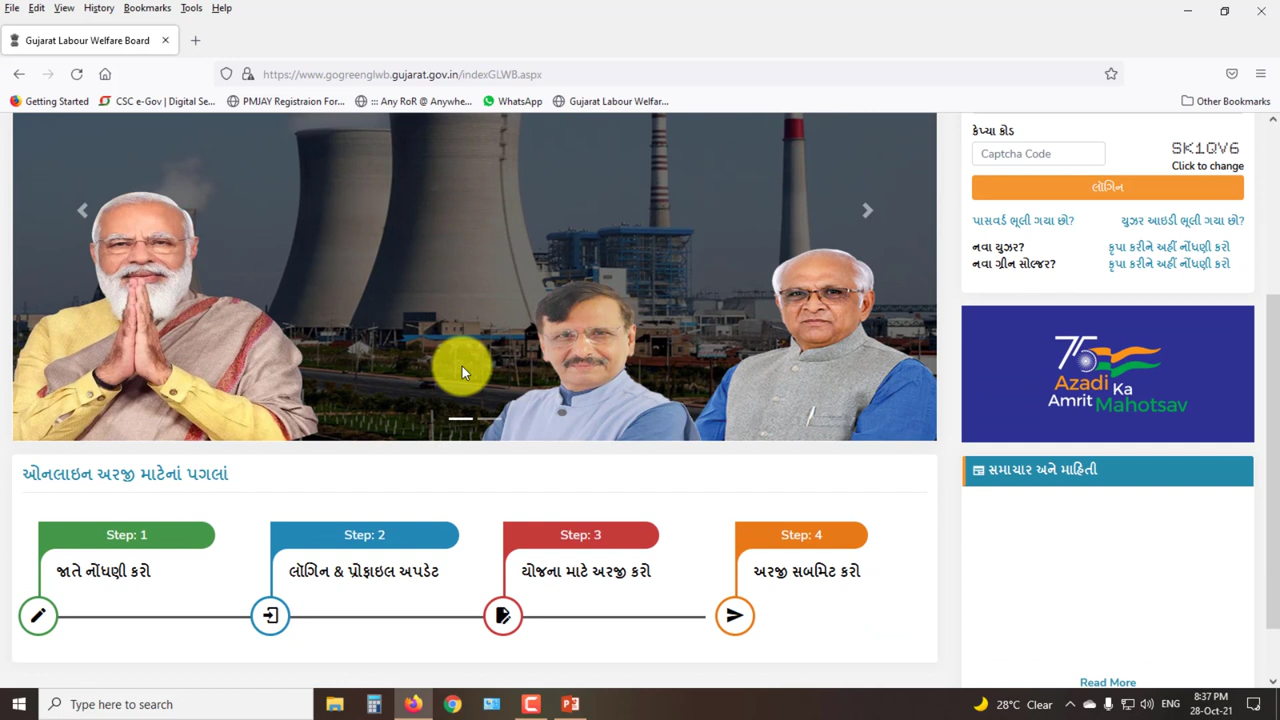 File Edit View History Bookmarks Tools Help
Gujarat Labour Welfare Board
https://www.gogreenglwb.gujarat.gov.in/indexGLWB.aspx
Getting Started CSC e-Gov | Digital Se... PMJAY Registraion For... ::: Any RoR @ Anywhe... WhatsApp Gujarat Labour Welfar... Other Bookmarks
કેપ્ચા કોડ
Captcha Code SK1QV6
Click to change
લૉગિન
પાસવર્ડ ભૂલી ગયા છો? યુઝર આઇડી ભૂલી ગયા છો?
નવા યુઝર? કૃપા કરીને અહીં નોંધણી કરો
નવા ગ્રીન સોલ્જર? કૃપા કરીને અહીં નોંધણી કરો
75
Azadi Ka
Amrit Mahotsav
ઓનલાઇન અરજી માટેનાં પગલાં
સમાચાર અને માહિતી
Step: 1 Step: 2 Step: 3 Step: 4
જાતે નોંધણી કરો લૉગિન & પ્રોફાઇલ અપડેટ યોજના માટે અરજી કરો અરજી સબમિટ કરો
Read More
Type here to search 28°C Clear ENG 8:37 PM
28-Oct-21